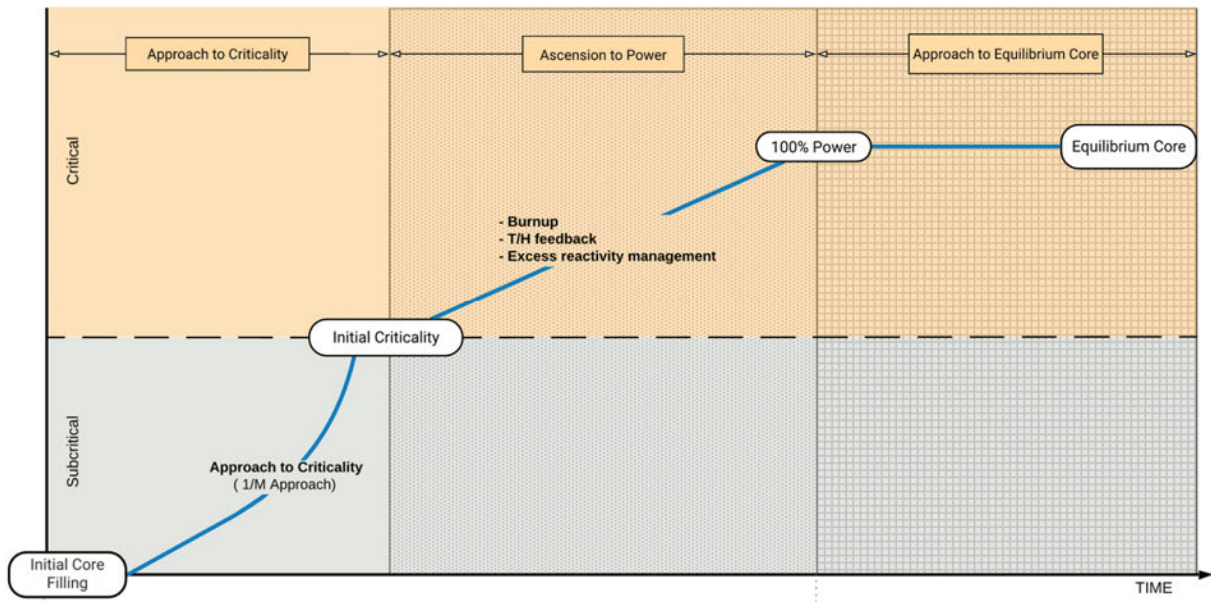 Approach to Criticality
Ascension to Power
Approach to Equilibrium Core
Critical
100% Power
Equilibrium Core
- Burnup
- T/H feedback
- Excess reactivity management
Initial Criticality
Subcritical
Approach to Criticality
( 1/M Approach)
Initial Core
Filling
TIME